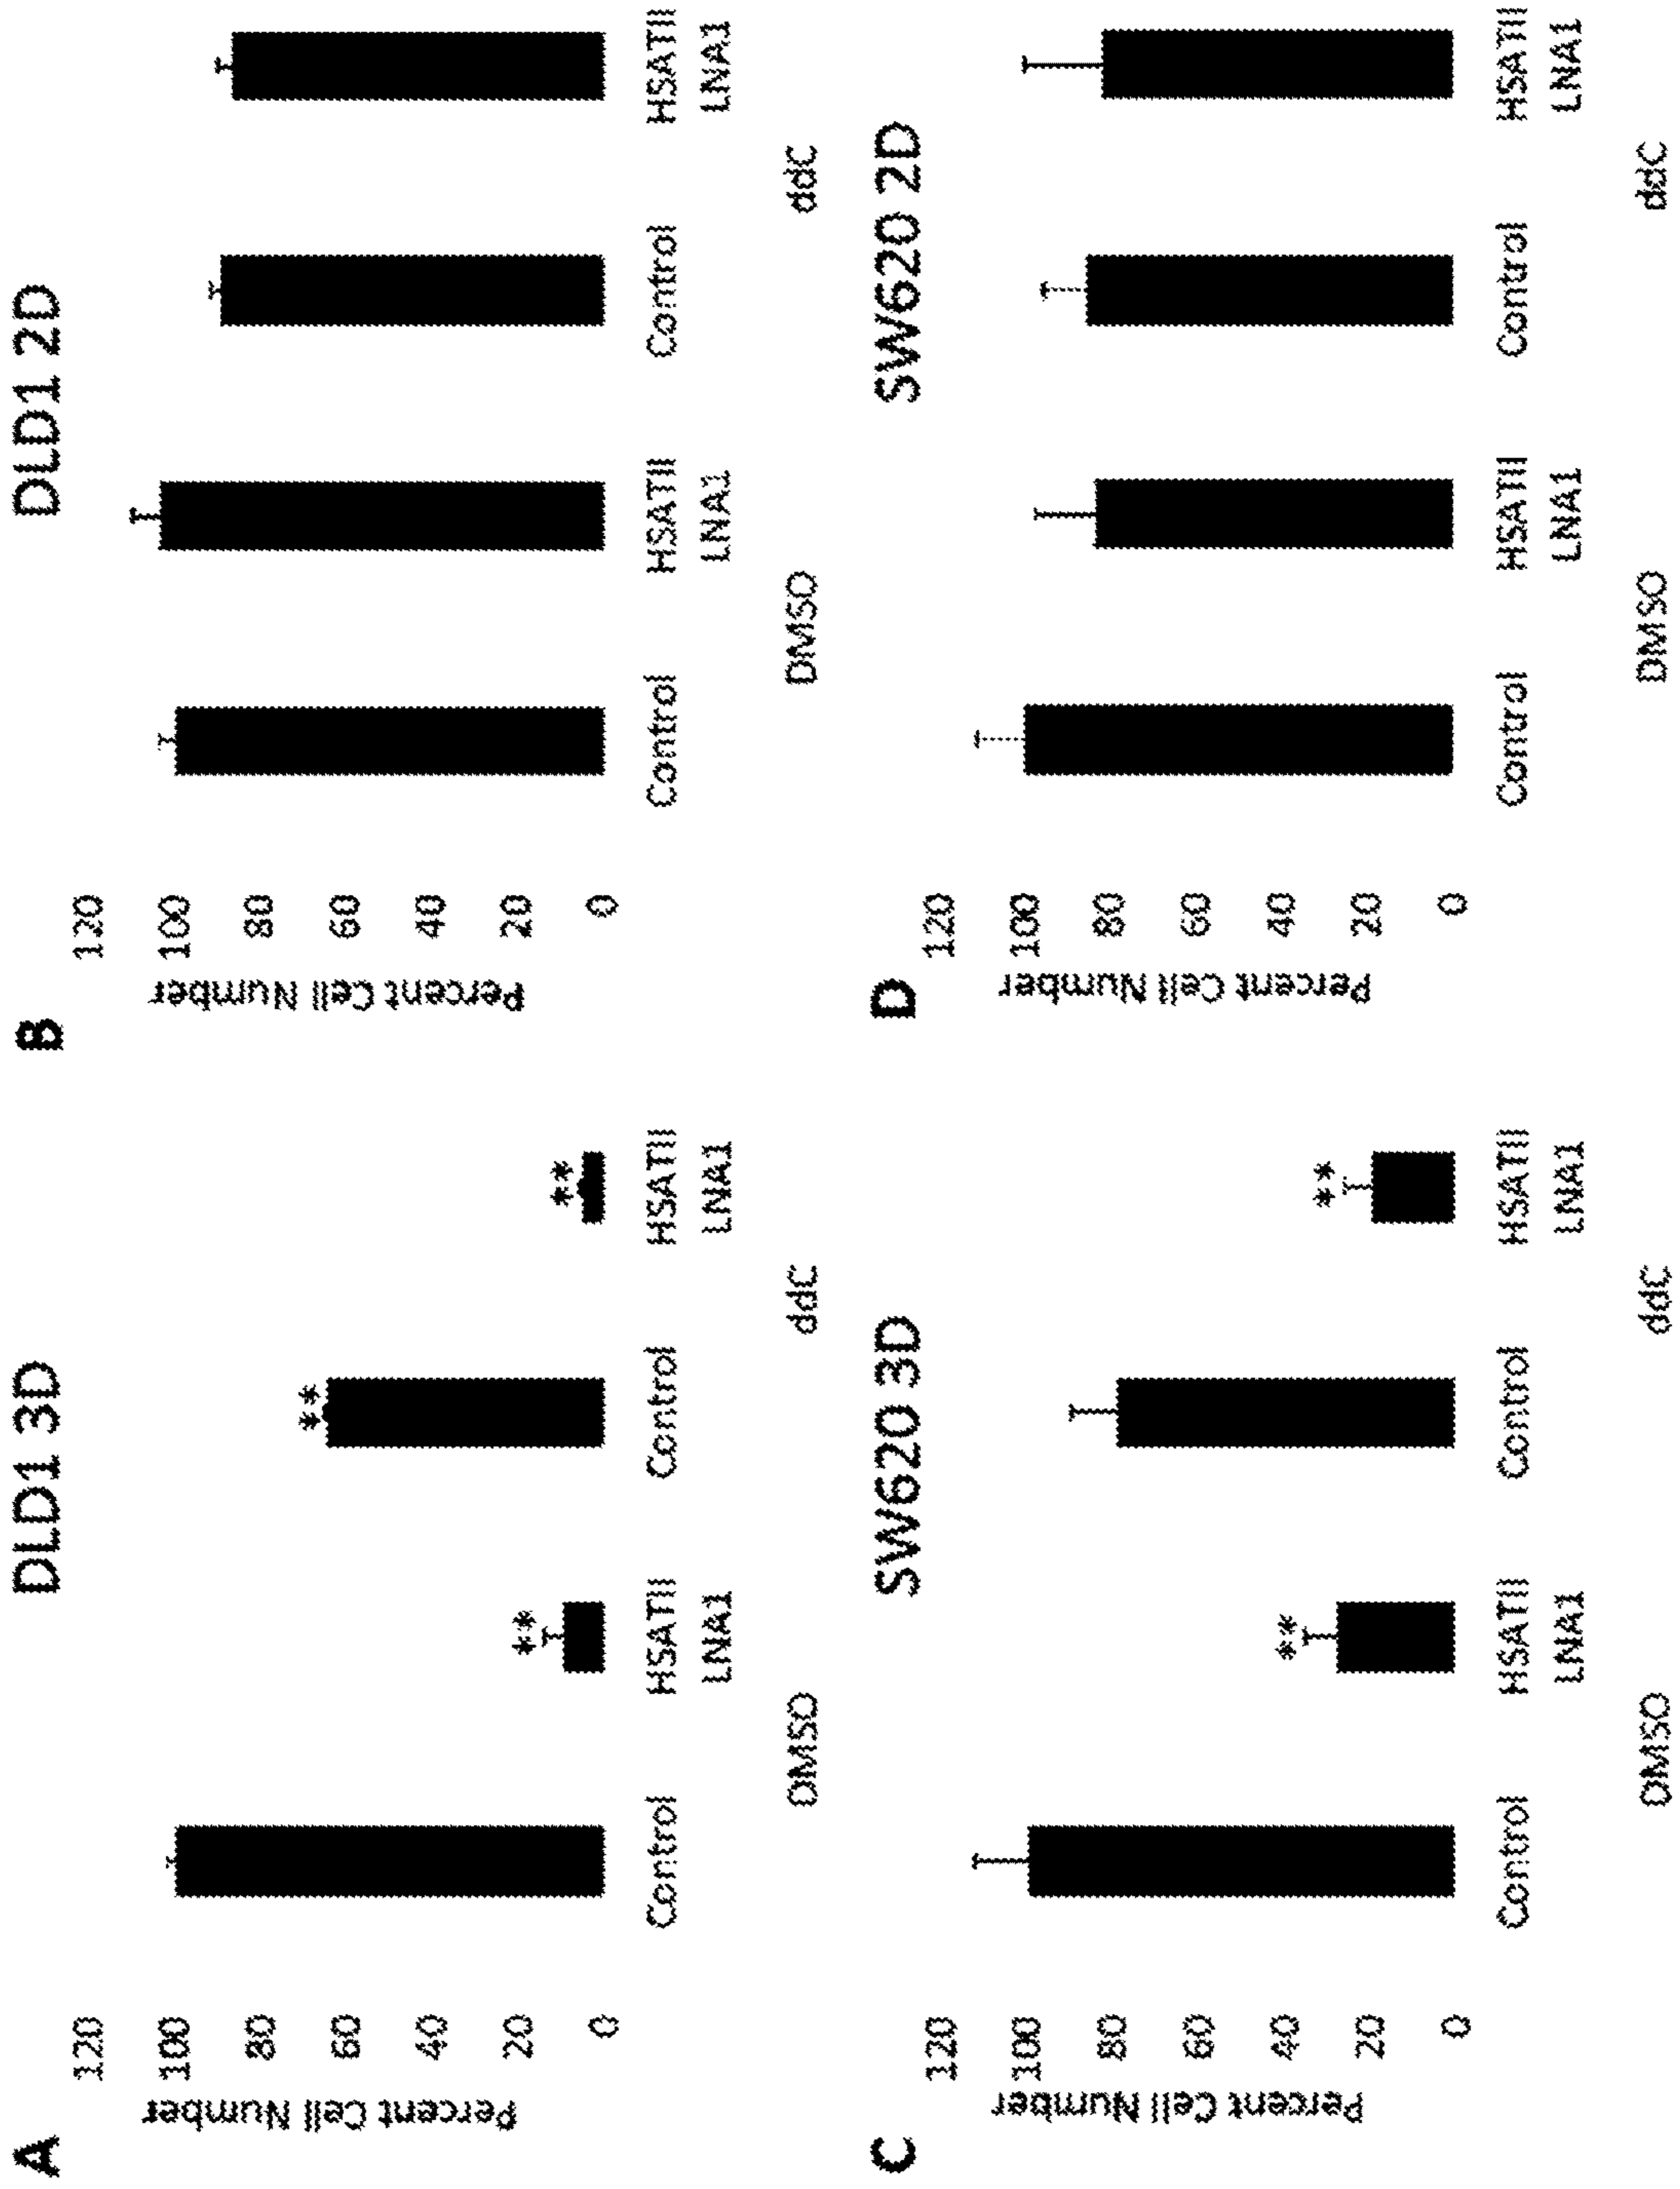 A
DLD1 3D
Percent Cell Number
120
100
80
60
40
20
0
**
**
**
Control
HSATII
LNA1
Control
HSATII
LNA1
DMSO
ddC
B
DLD1 2D
Percent Cell Number
120
100
80
60
40
20
0
Control
HSATII
LNA1
Control
HSATII
LNA1
DMSO
ddC
C
SW620 3D
Percent Cell Number
120
100
80
60
40
20
0
**
**
Control
HSATII
LNA1
Control
HSATII
LNA1
DMSO
ddC
D
SW620 2D
Percent Cell Number
120
100
80
60
40
20
0
Control
HSATII
LNA1
Control
HSATII
LNA1
DMSO
ddC